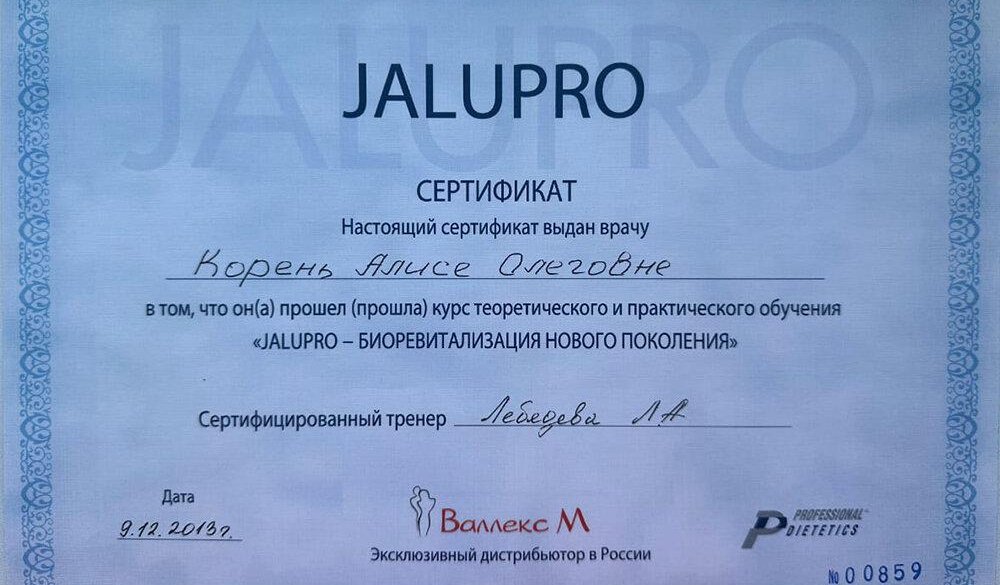 JALUPRO
JALUPRO
СЕРТИФИКАТ
Настоящий сертификат выдан врачу
Корень Алисе Олеговне
в том, что он(а) прошел (прошла) курс теоретического и практического обучения
«JALUPRO – БИОРЕВИТАЛИЗАЦИЯ НОВОГО ПОКОЛЕНИЯ»
Сертифицированный тренер Лебедева Л.А
Дата
9.12.2013г.
Валлекс М
Эксклюзивный дистрибьютор в России
PROFESSIONAL
DIETETICS
№ 00859